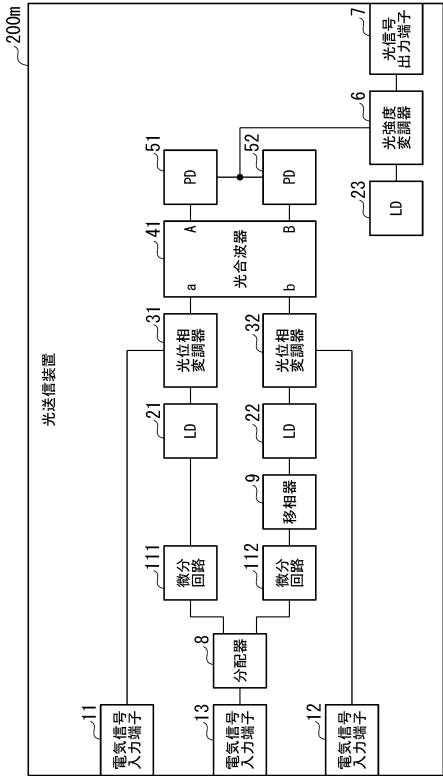 200m
光送信装置
11
電気信号
入力端子
13
電気信号
入力端子
12
電気信号
入力端子
8
分配器
111
微分
回路
112
微分
回路
9
移相器
21
LD
22
LD
31
光位相
変調器
32
光位相
変調器
41
a
A
光合波器
b
B
51
PD
52
PD
23
LD
6
光強度
変調器
7
光信号
出力端子